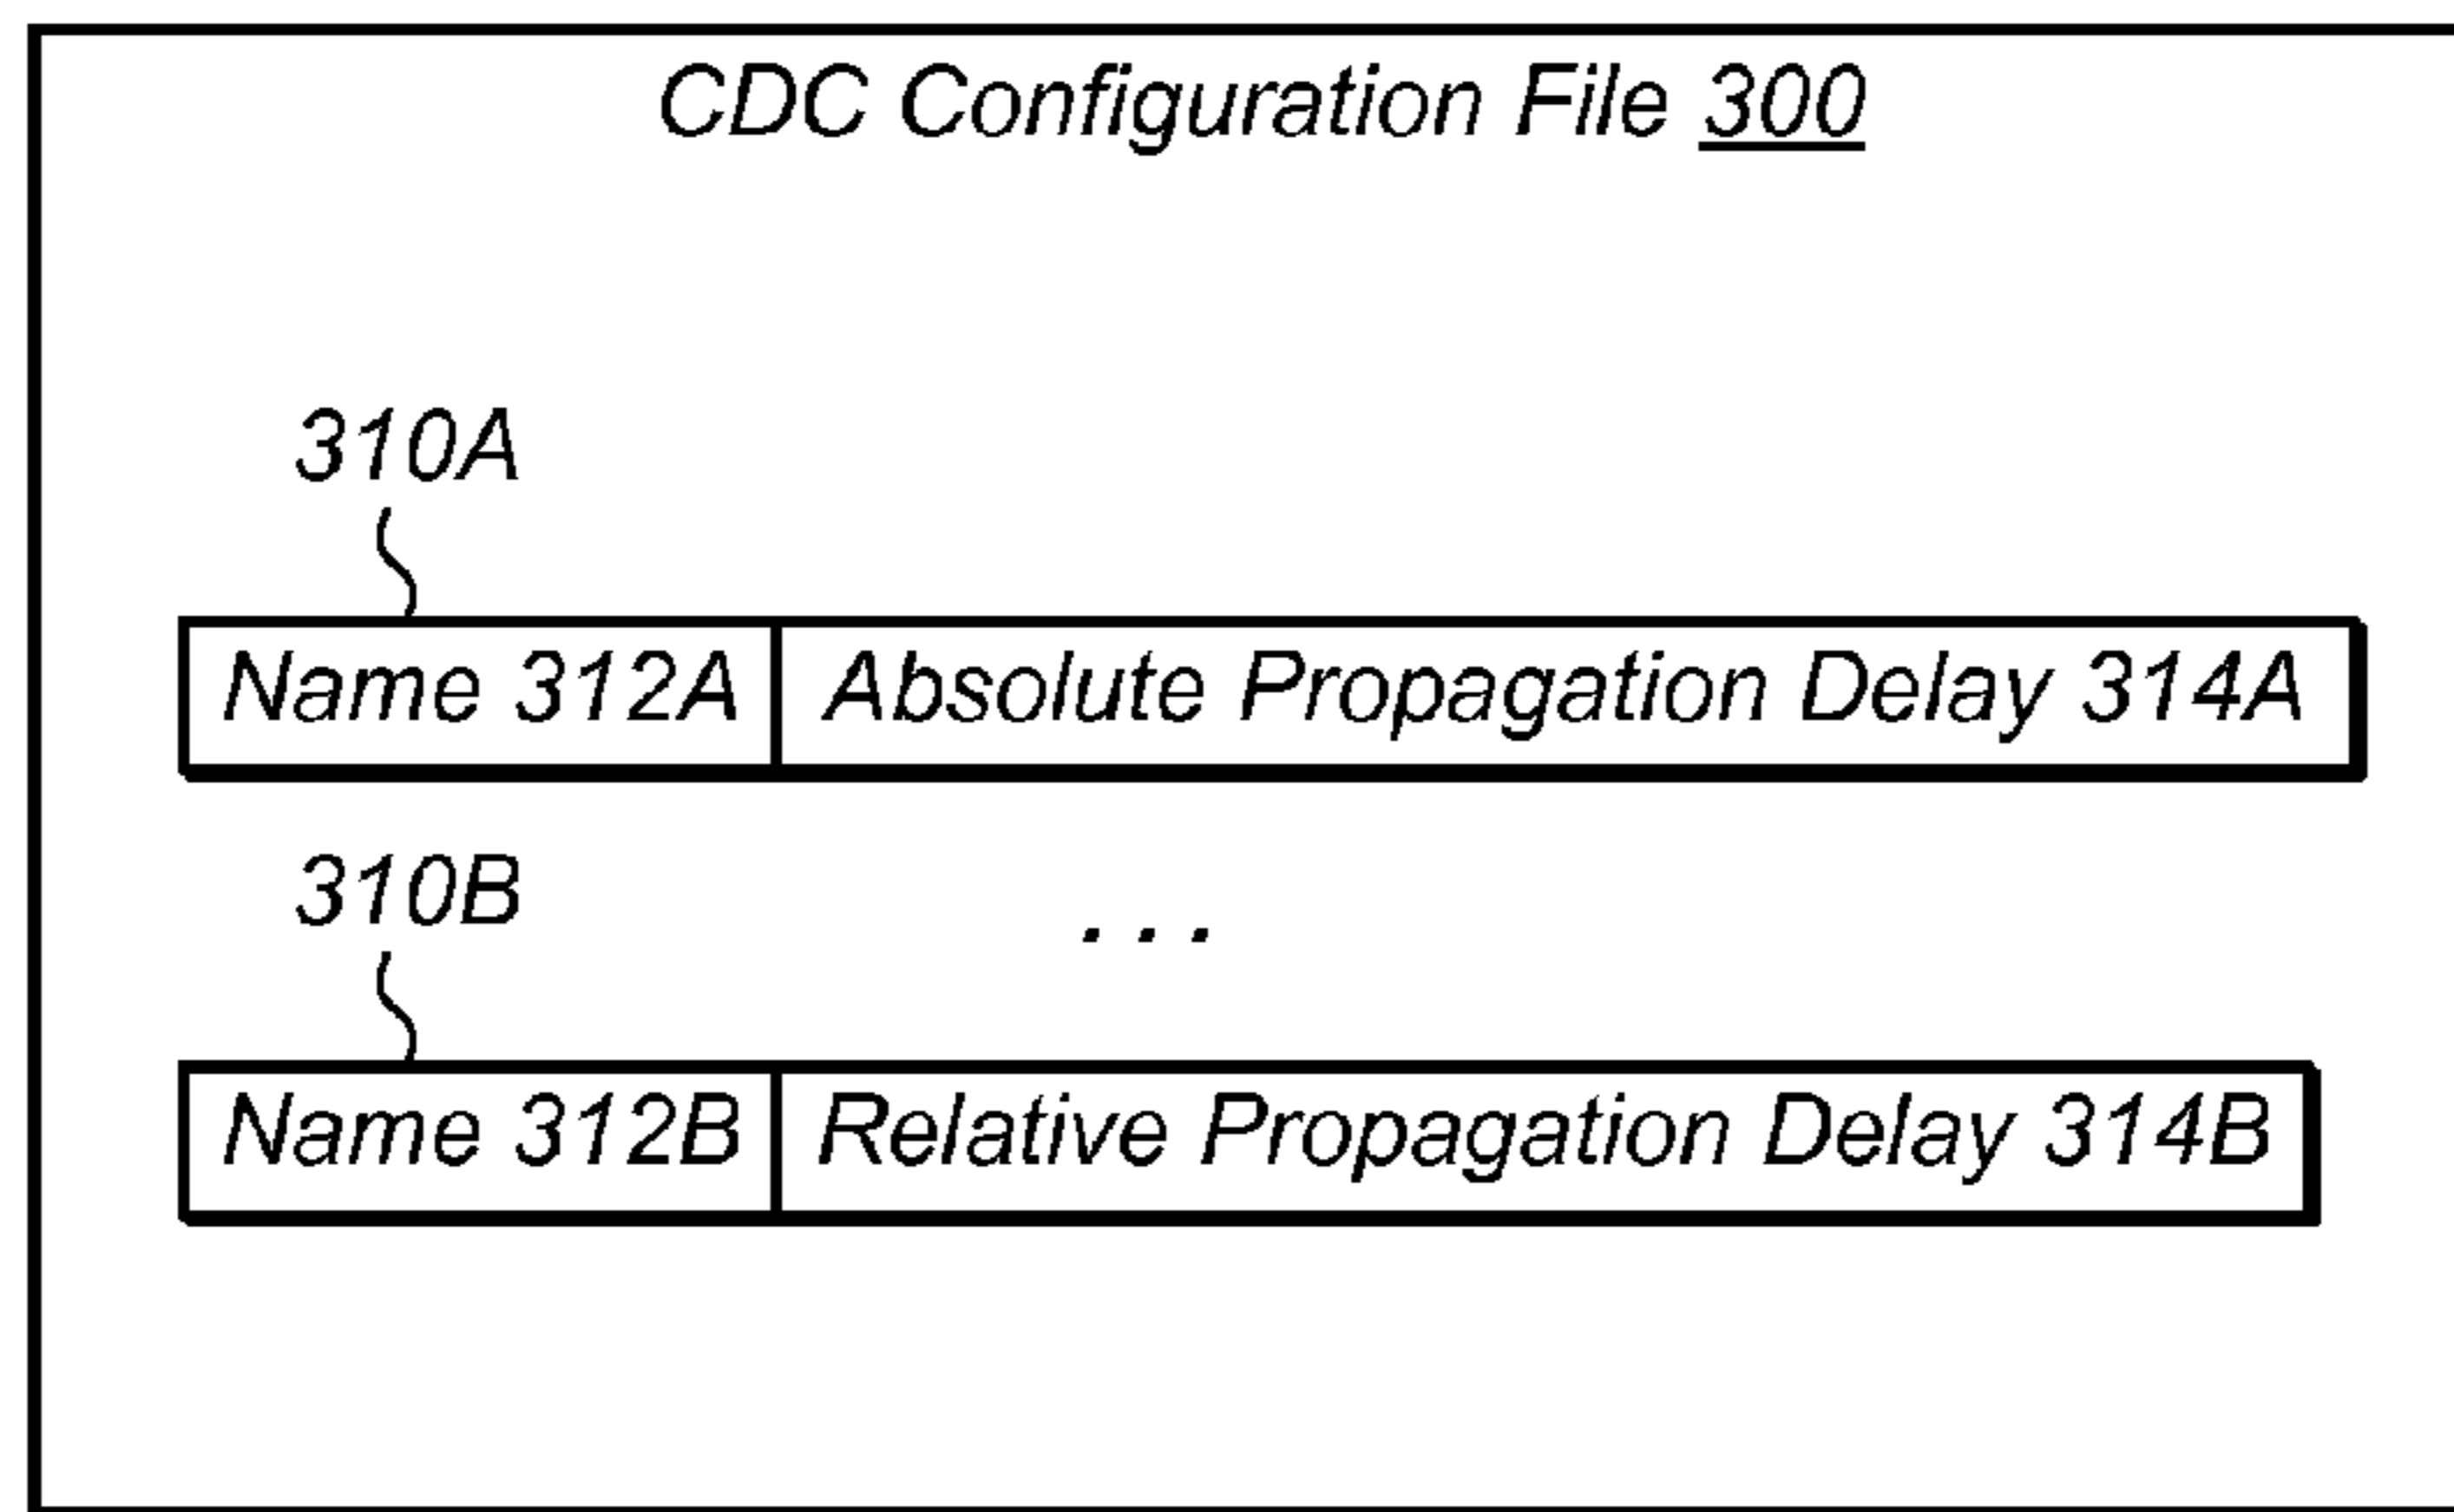 CDC Configuration File 300
310A
Name 312A Absolute Propagation Delay 314A
310B
...
Name 312B Relative Propagation Delay 314B